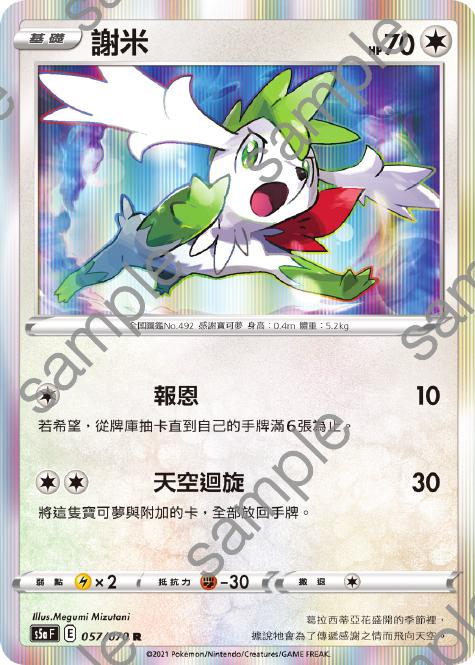 基礎 謝米 HP 70
全国圖鑑No.492 感謝寶可夢 身高：0.4m 體重：5.2kg
報恩 10
若希望，從牌庫抽卡直到自己的手牌滿6張為止。
天空迴旋 30
將這隻寶可夢與附加的卡，全部放回手牌。
弱點 ×2 抵抗力 -30 撤退
Illus.Megumi Mizutani
s5a F E 057/070 R
葛拉西蒂亞花盛開的季節裡，
據說牠會為了傳遞感謝之情而飛向天空。
©2021 Pokémon/Nintendo/Creatures/GAME FREAK.
sample
sample
sample
sample
sample
sample